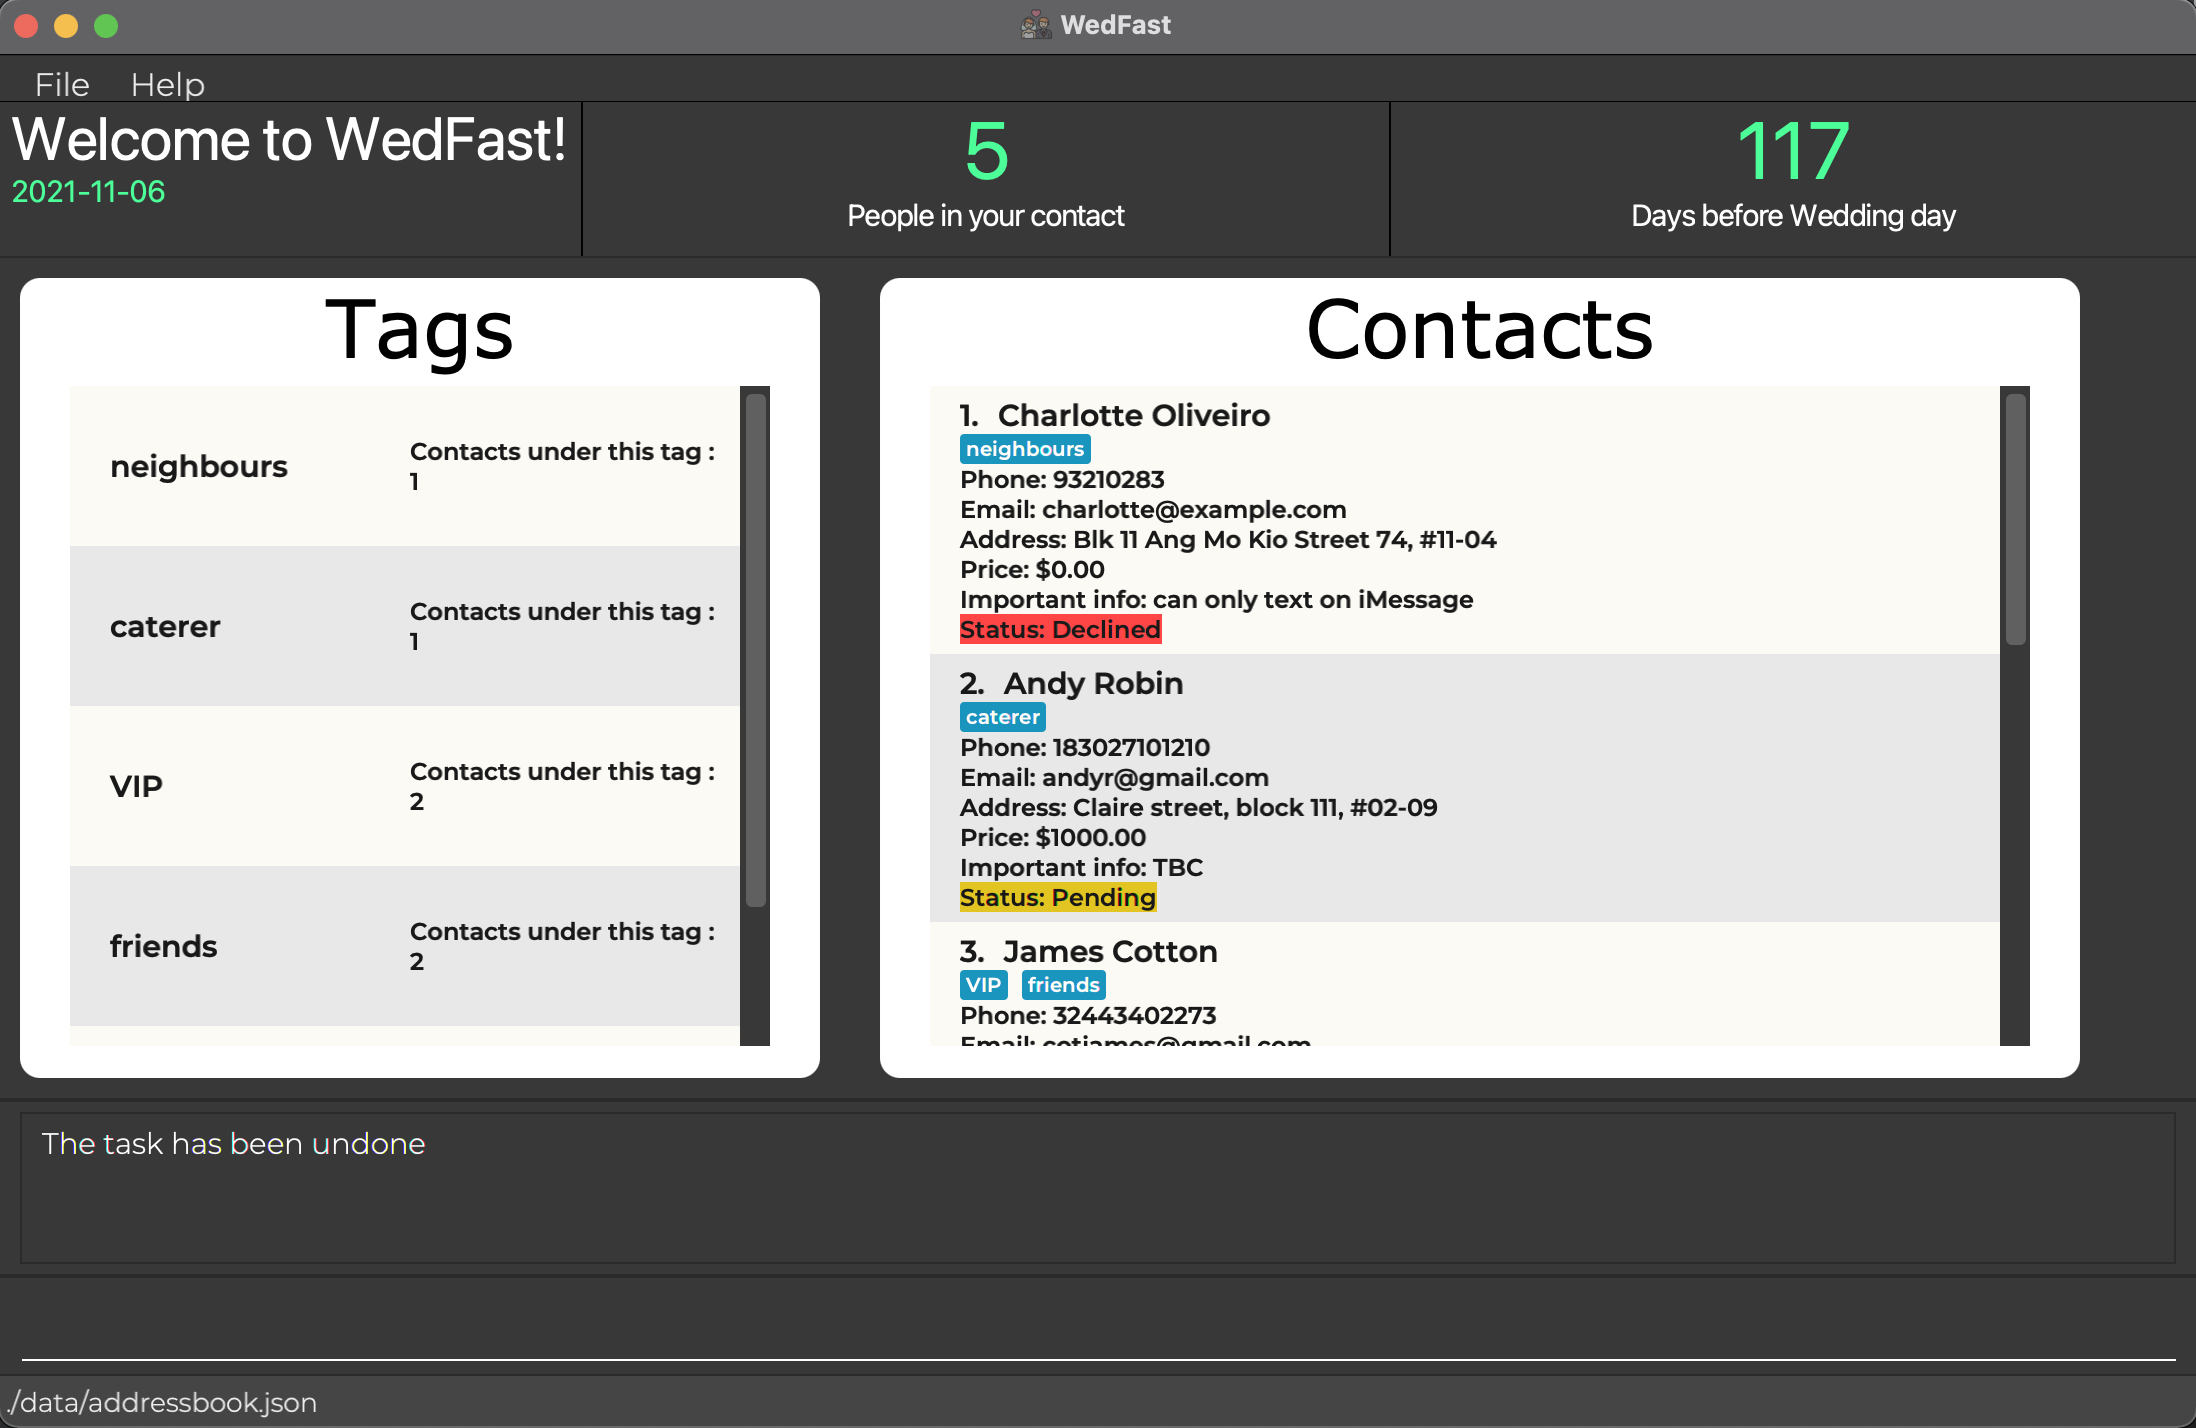 WedFast
File Help
Welcome to WedFast!
2021-11-06
5
People in your contact
117
Days before Wedding day
Tags
neighbours
Contacts under this tag :
1
caterer
Contacts under this tag :
1
VIP
Contacts under this tag :
2
friends
Contacts under this tag :
2
Contacts
1. Charlotte Oliveiro
neighbours
Phone: 93210283
Email: charlotte@example.com
Address: Blk 11 Ang Mo Kio Street 74, #11-04
Price: $0.00
Important info: can only text on iMessage
Status: Declined
2. Andy Robin
caterer
Phone: 183027101210
Email: andyr@gmail.com
Address: Claire street, block 111, #02-09
Price: $1000.00
Important info: TBC
Status: Pending
3. James Cotton
VIP friends
Phone: 32443402273
Email: cotjames@gmail.com
The task has been undone
./data/addressbook.json